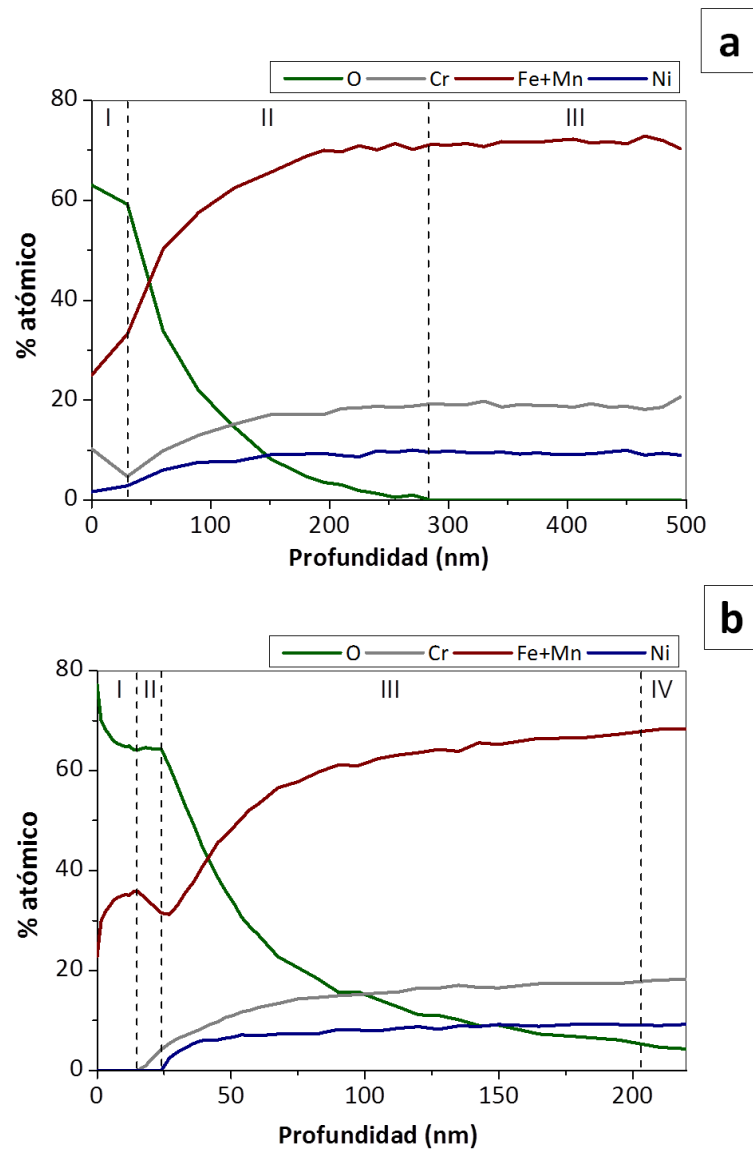 a
O Cr Fe+Mn Ni
I II III
80
60
40
20
0
% atómico
0 100 200 300 400 500
Profundidad (nm)
b
O Cr Fe+Mn Ni
I II III IV
80
60
40
20
0
% atómico
0 50 100 150 200
Profundidad (nm)